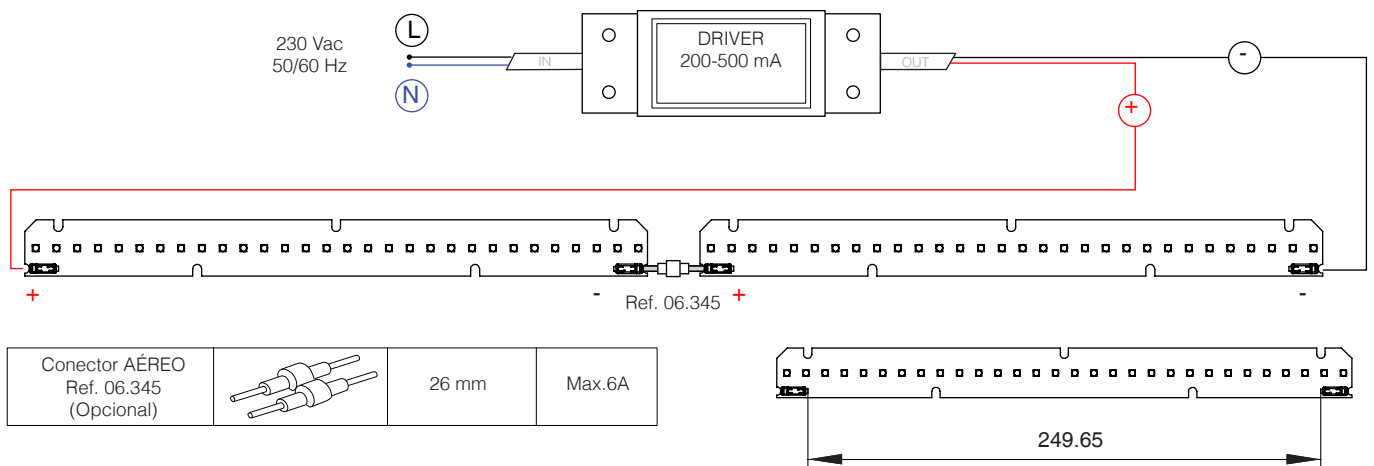 230 Vac
50/60 Hz
L
N
IN
DRIVER
200-500 mA
OUT
-
+
+
-
Ref. 06.345
+
-
Conector AÉREO
Ref. 06.345
(Opcional)
26 mm
Max.6A
249.65